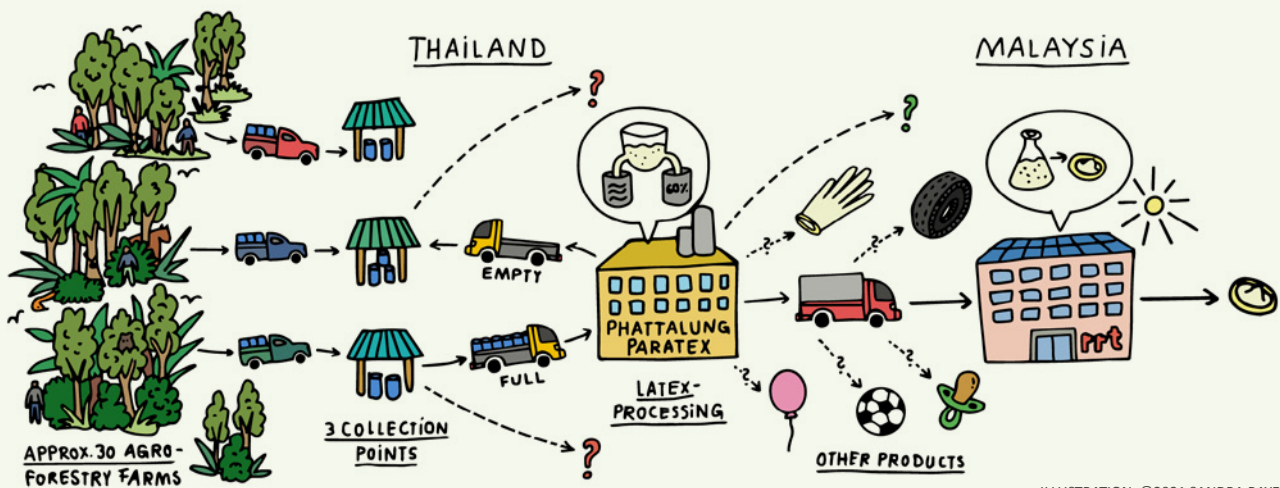 THAILAND
MALAYSIA
?
?
60%
EMPTY
FULL
PHATTALUNG
PARATEX
rrt
?
?
?
?
?
LATEX-
PROCESSING
3 COLLECTION
POINTS
?
OTHER PRODUCTS
APPROX. 30 AGRO-
FORESTRY FARMS